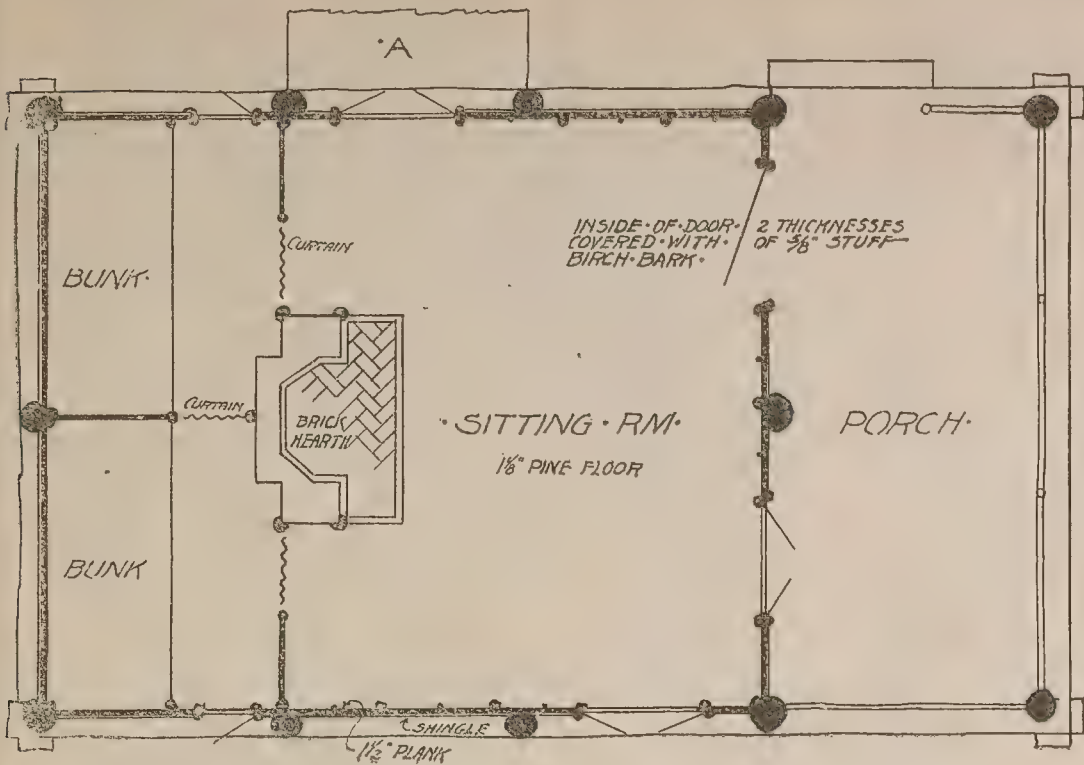 ·A
INSIDE·OF·DOOR·
COVERED·WITH·
BIRCH·BARK·
2 THICKNESSES
OF 5/8" STUFF—
CURTAIN
BUNK·
CURTAIN
BRICK
HEARTH
·SITTING·RM·
1 1/8" PINE FLOOR
PORCH·
BUNK
SHINGLE
1 1/2" PLANK